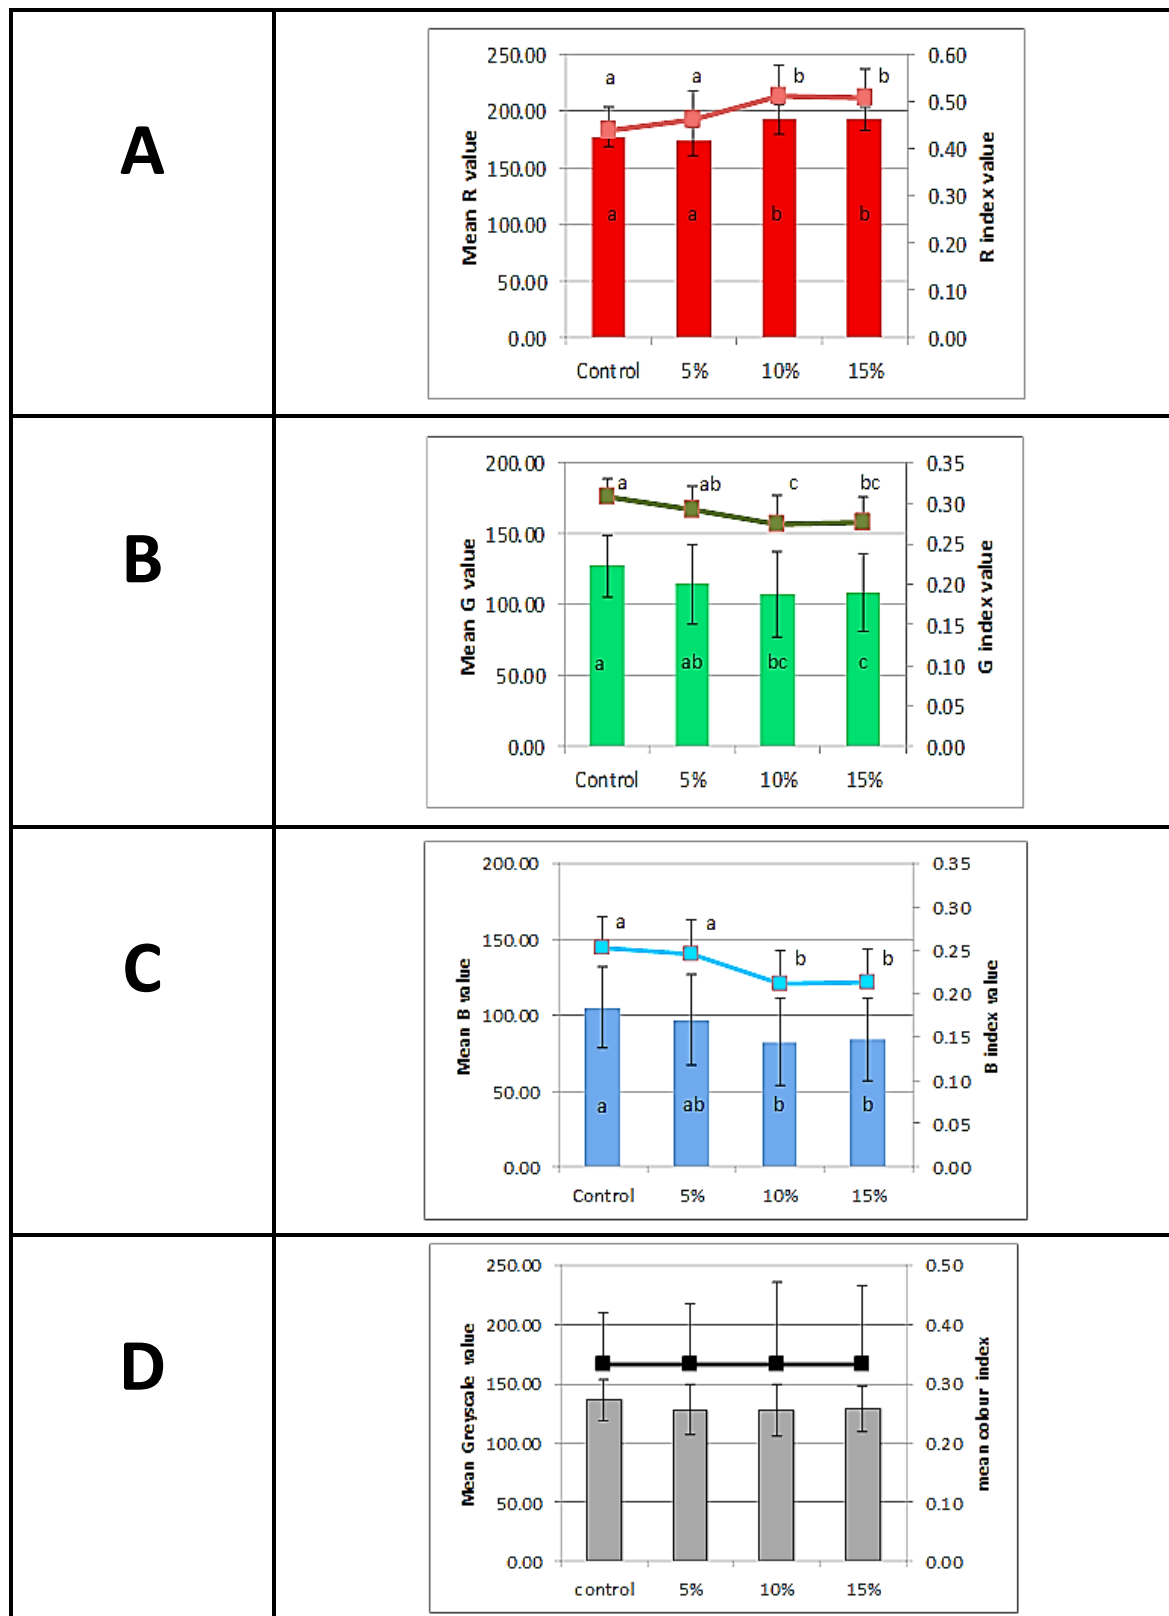 A
250.00
200.00
150.00
100.00
50.00
0.00
Mean R value
0.60
0.50
0.40
0.30
0.20
0.10
0.00
R index value
a a b b
a a b b
Control 5% 10% 15%
B
200.00
150.00
100.00
50.00
0.00
Mean G value
0.35
0.30
0.25
0.20
0.15
0.10
0.05
0.00
G index value
a ab c bc
a ab bc c
Control 5% 10% 15%
C
200.00
150.00
100.00
50.00
0.00
Mean B value
0.35
0.30
0.25
0.20
0.15
0.10
0.05
0.00
B index value
a a b b
a ab b b
Control 5% 10% 15%
D
250.00
200.00
150.00
100.00
50.00
0.00
Mean Greyscale value
0.50
0.40
0.30
0.20
0.10
0.00
mean colour index
control 5% 10% 15%